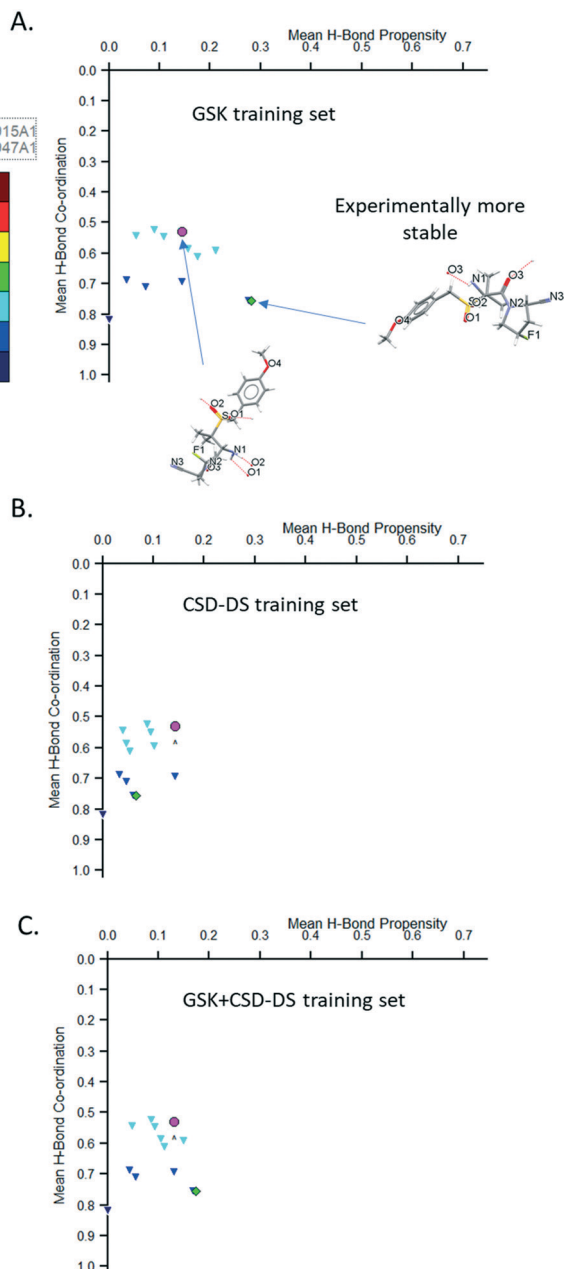 A.
Mean H-Bond Propensity
0.0 0.1 0.2 0.3 0.4 0.5 0.6 0.7
0.0
0.1
0.2
0.3
0.4
0.5
0.6
0.7
0.8
0.9
1.0
Mean H-Bond Co-ordination
GSK training set
015A1
047A1
Experimentally more
stable
O3
N1
O3
S
O2
O1
N2
N3
O4
F1
O4
O2
S
O1
N1
F1
N3
N2
O3
O2
O1
B.
Mean H-Bond Propensity
0.0 0.1 0.2 0.3 0.4 0.5 0.6 0.7
0.0
0.1
0.2
0.3
0.4
0.5
0.6
0.7
0.8
0.9
1.0
Mean H-Bond Co-ordination
CSD-DS training set
C.
Mean H-Bond Propensity
0.0 0.1 0.2 0.3 0.4 0.5 0.6 0.7
0.0
0.1
0.2
0.3
0.4
0.5
0.6
0.7
0.8
0.9
1.0
Mean H-Bond Co-ordination
GSK+CSD-DS training set